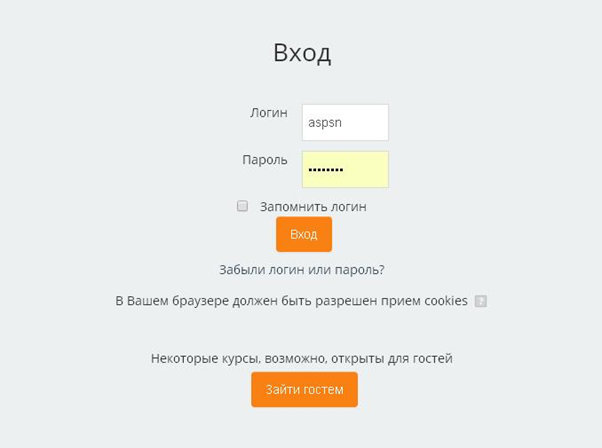 Вход
Логин
aspsn
Пароль
••••••••
Запомнить логин
Вход
Забыли логин или пароль?
В Вашем браузере должен быть разрешен прием cookies ?
Некоторые курсы, возможно, открыты для гостей
Зайти гостем